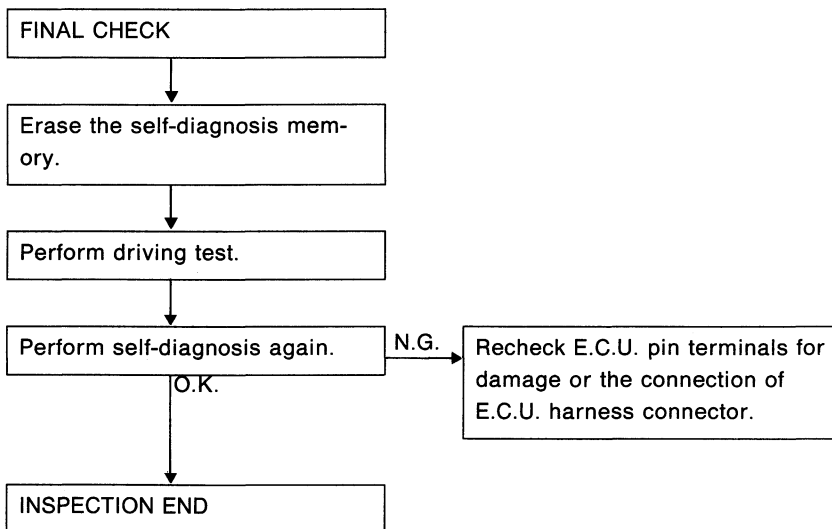 FINAL CHECK
Erase the self-diagnosis mem-
ory.
Perform driving test.
Perform self-diagnosis again.
N.G.
Recheck E.C.U. pin terminals for
damage or the connection of
E.C.U. harness connector.
O.K.
INSPECTION END